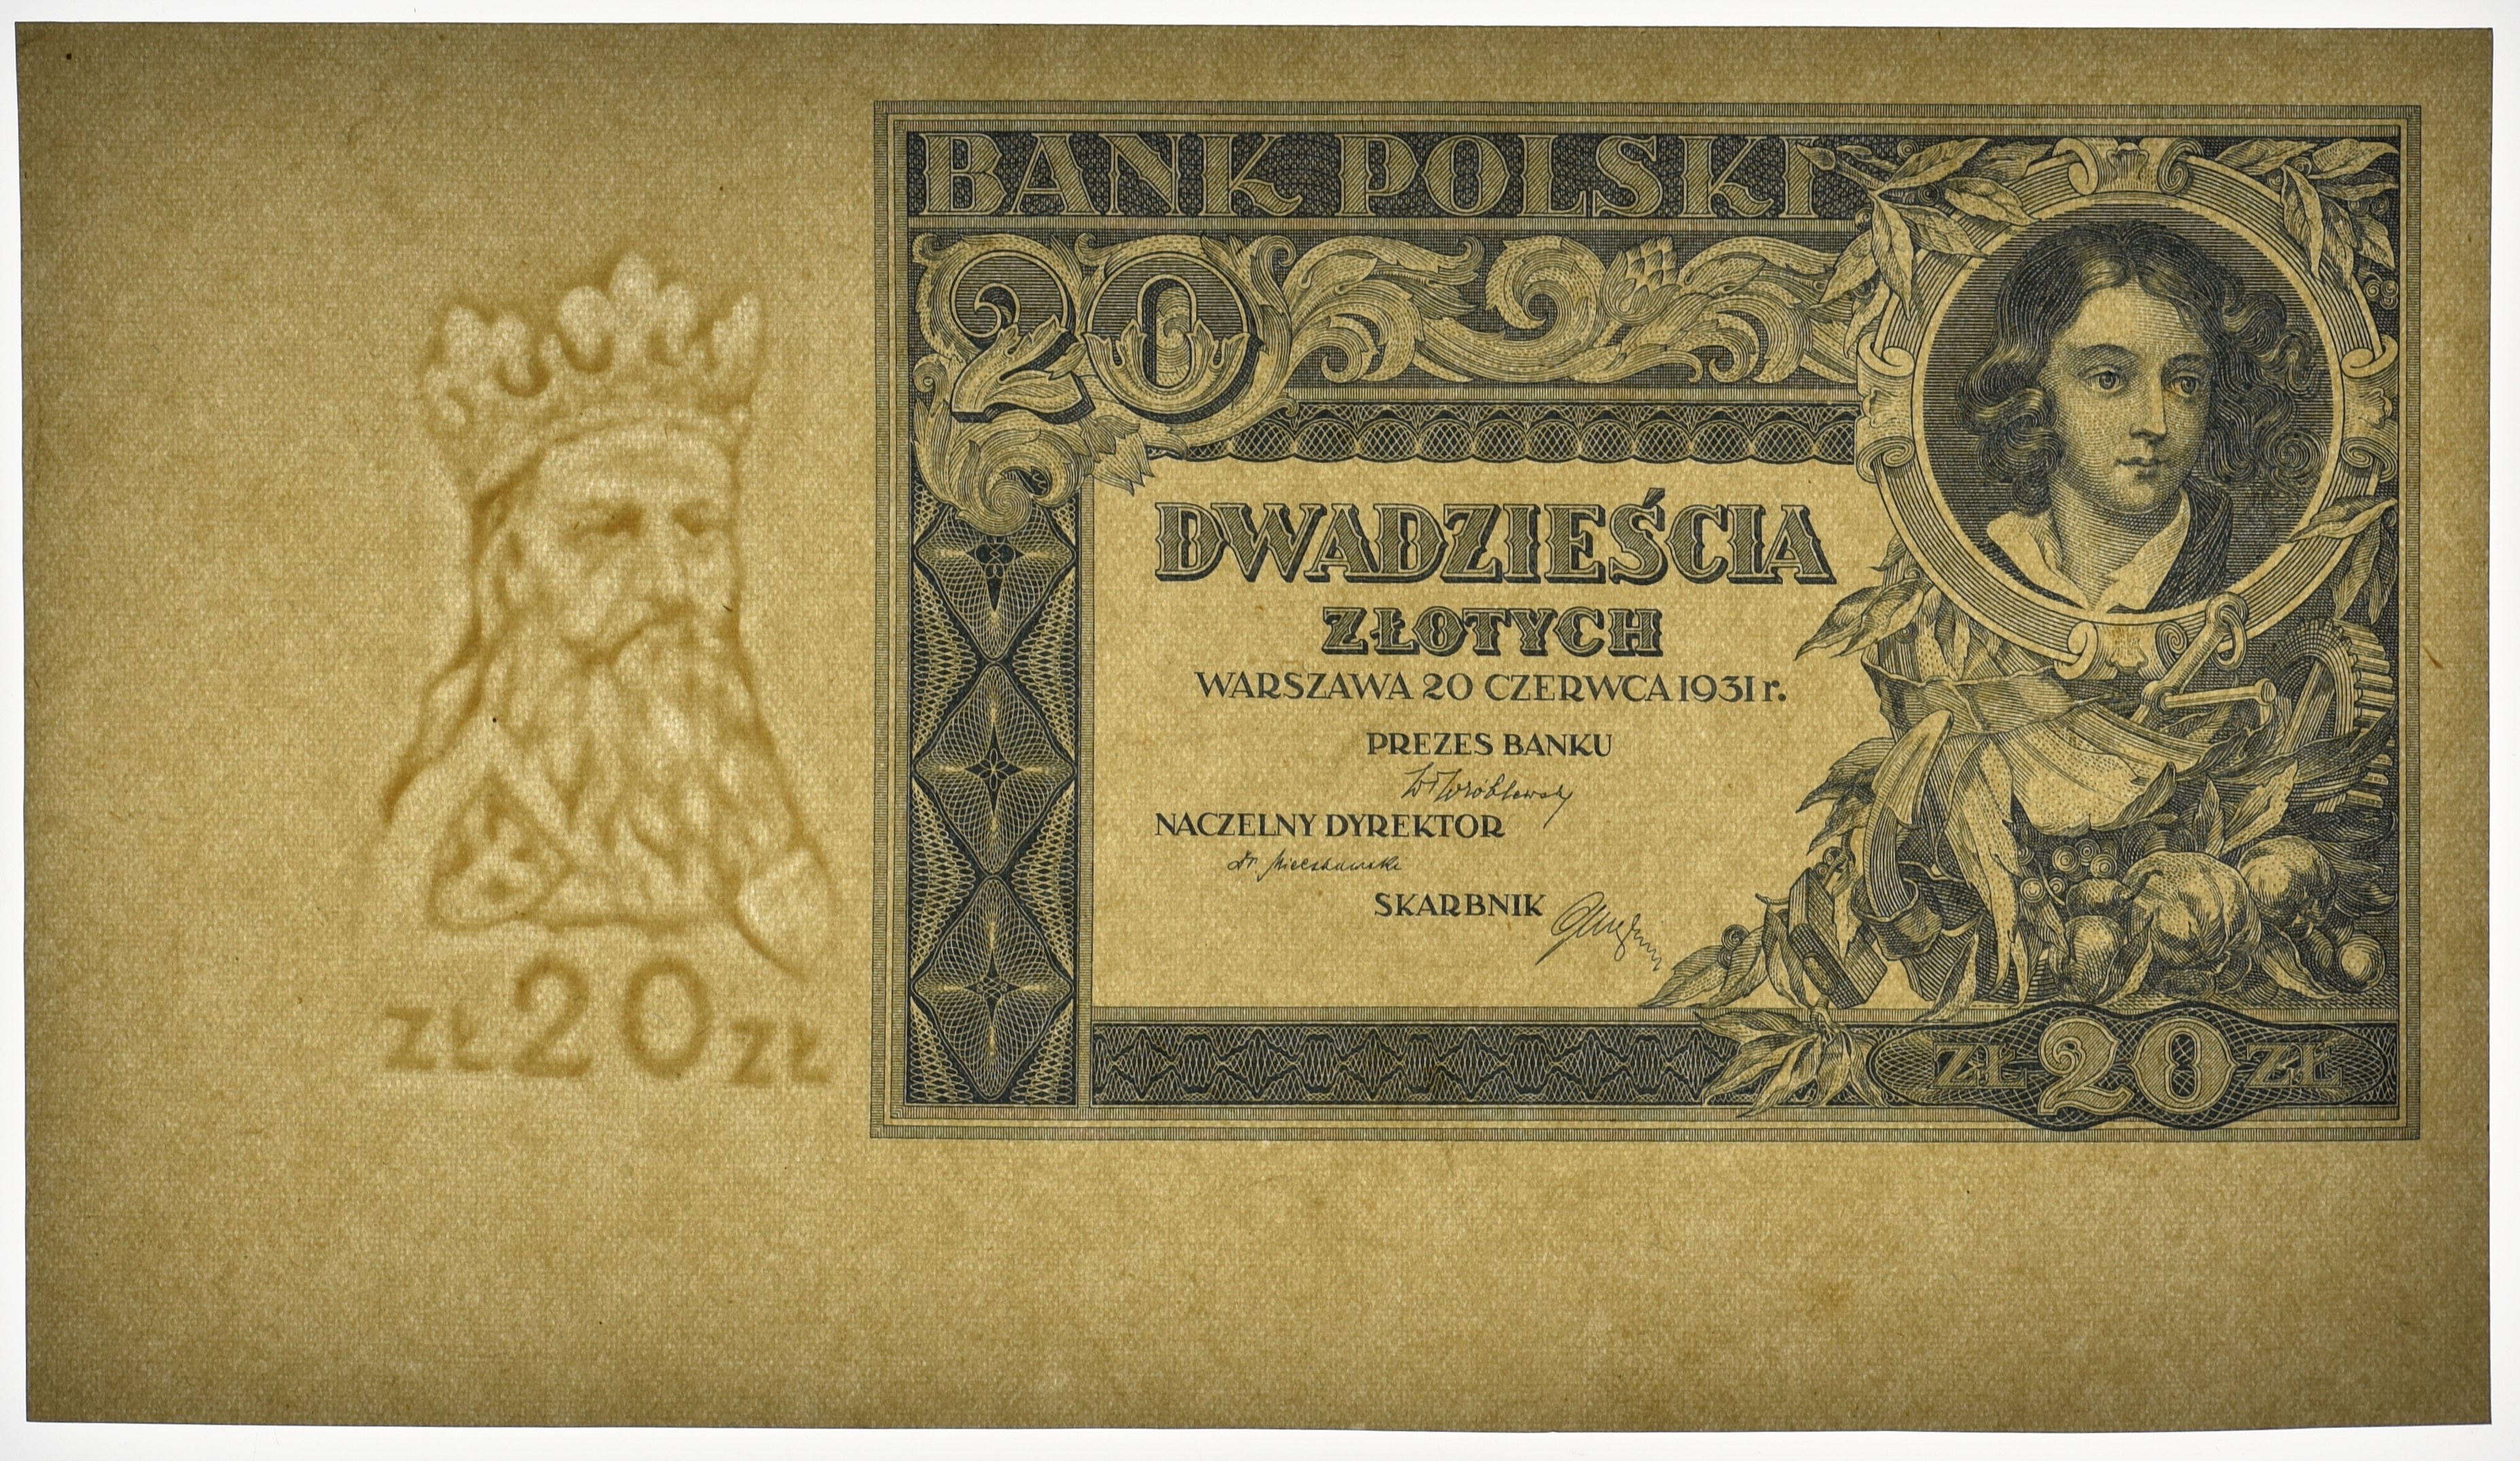 BANK POLSKI
20
DWADZIEŚCIA
ZŁOTYCH
WARSZAWA 20 CZERWCA 1931 r.
PREZES BANKU
NACZELNY DYREKTOR
SKARBNIK
ZŁ 20 ZŁ
ZŁ 20 ZŁ